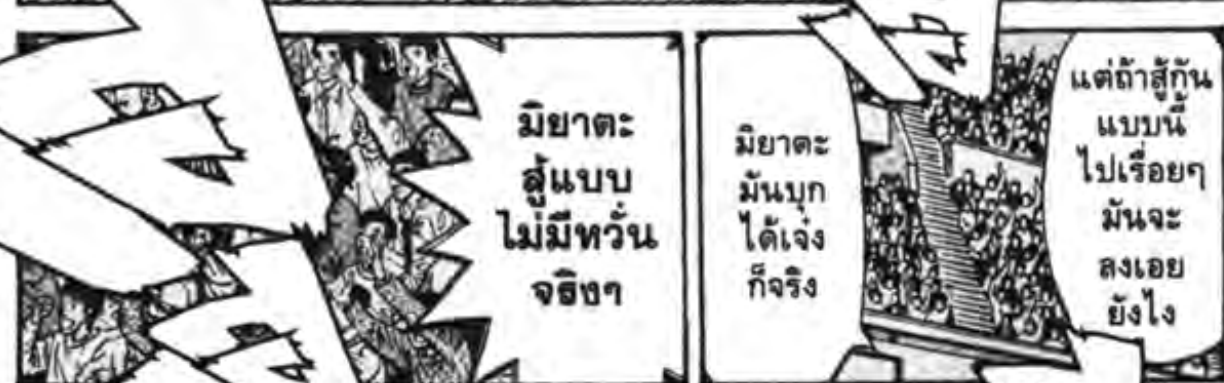 มิยาตะ
สู้แบบ
ไม่มีหวั่น
จริงๆ
มิยาตะ
มันบุก
ได้เจ๋ง
ก็จริง
แต่ถ้าสู้กัน
แบบนี้
ไปเรื่อยๆ
มันจะ
ลงเอย
ยังไง